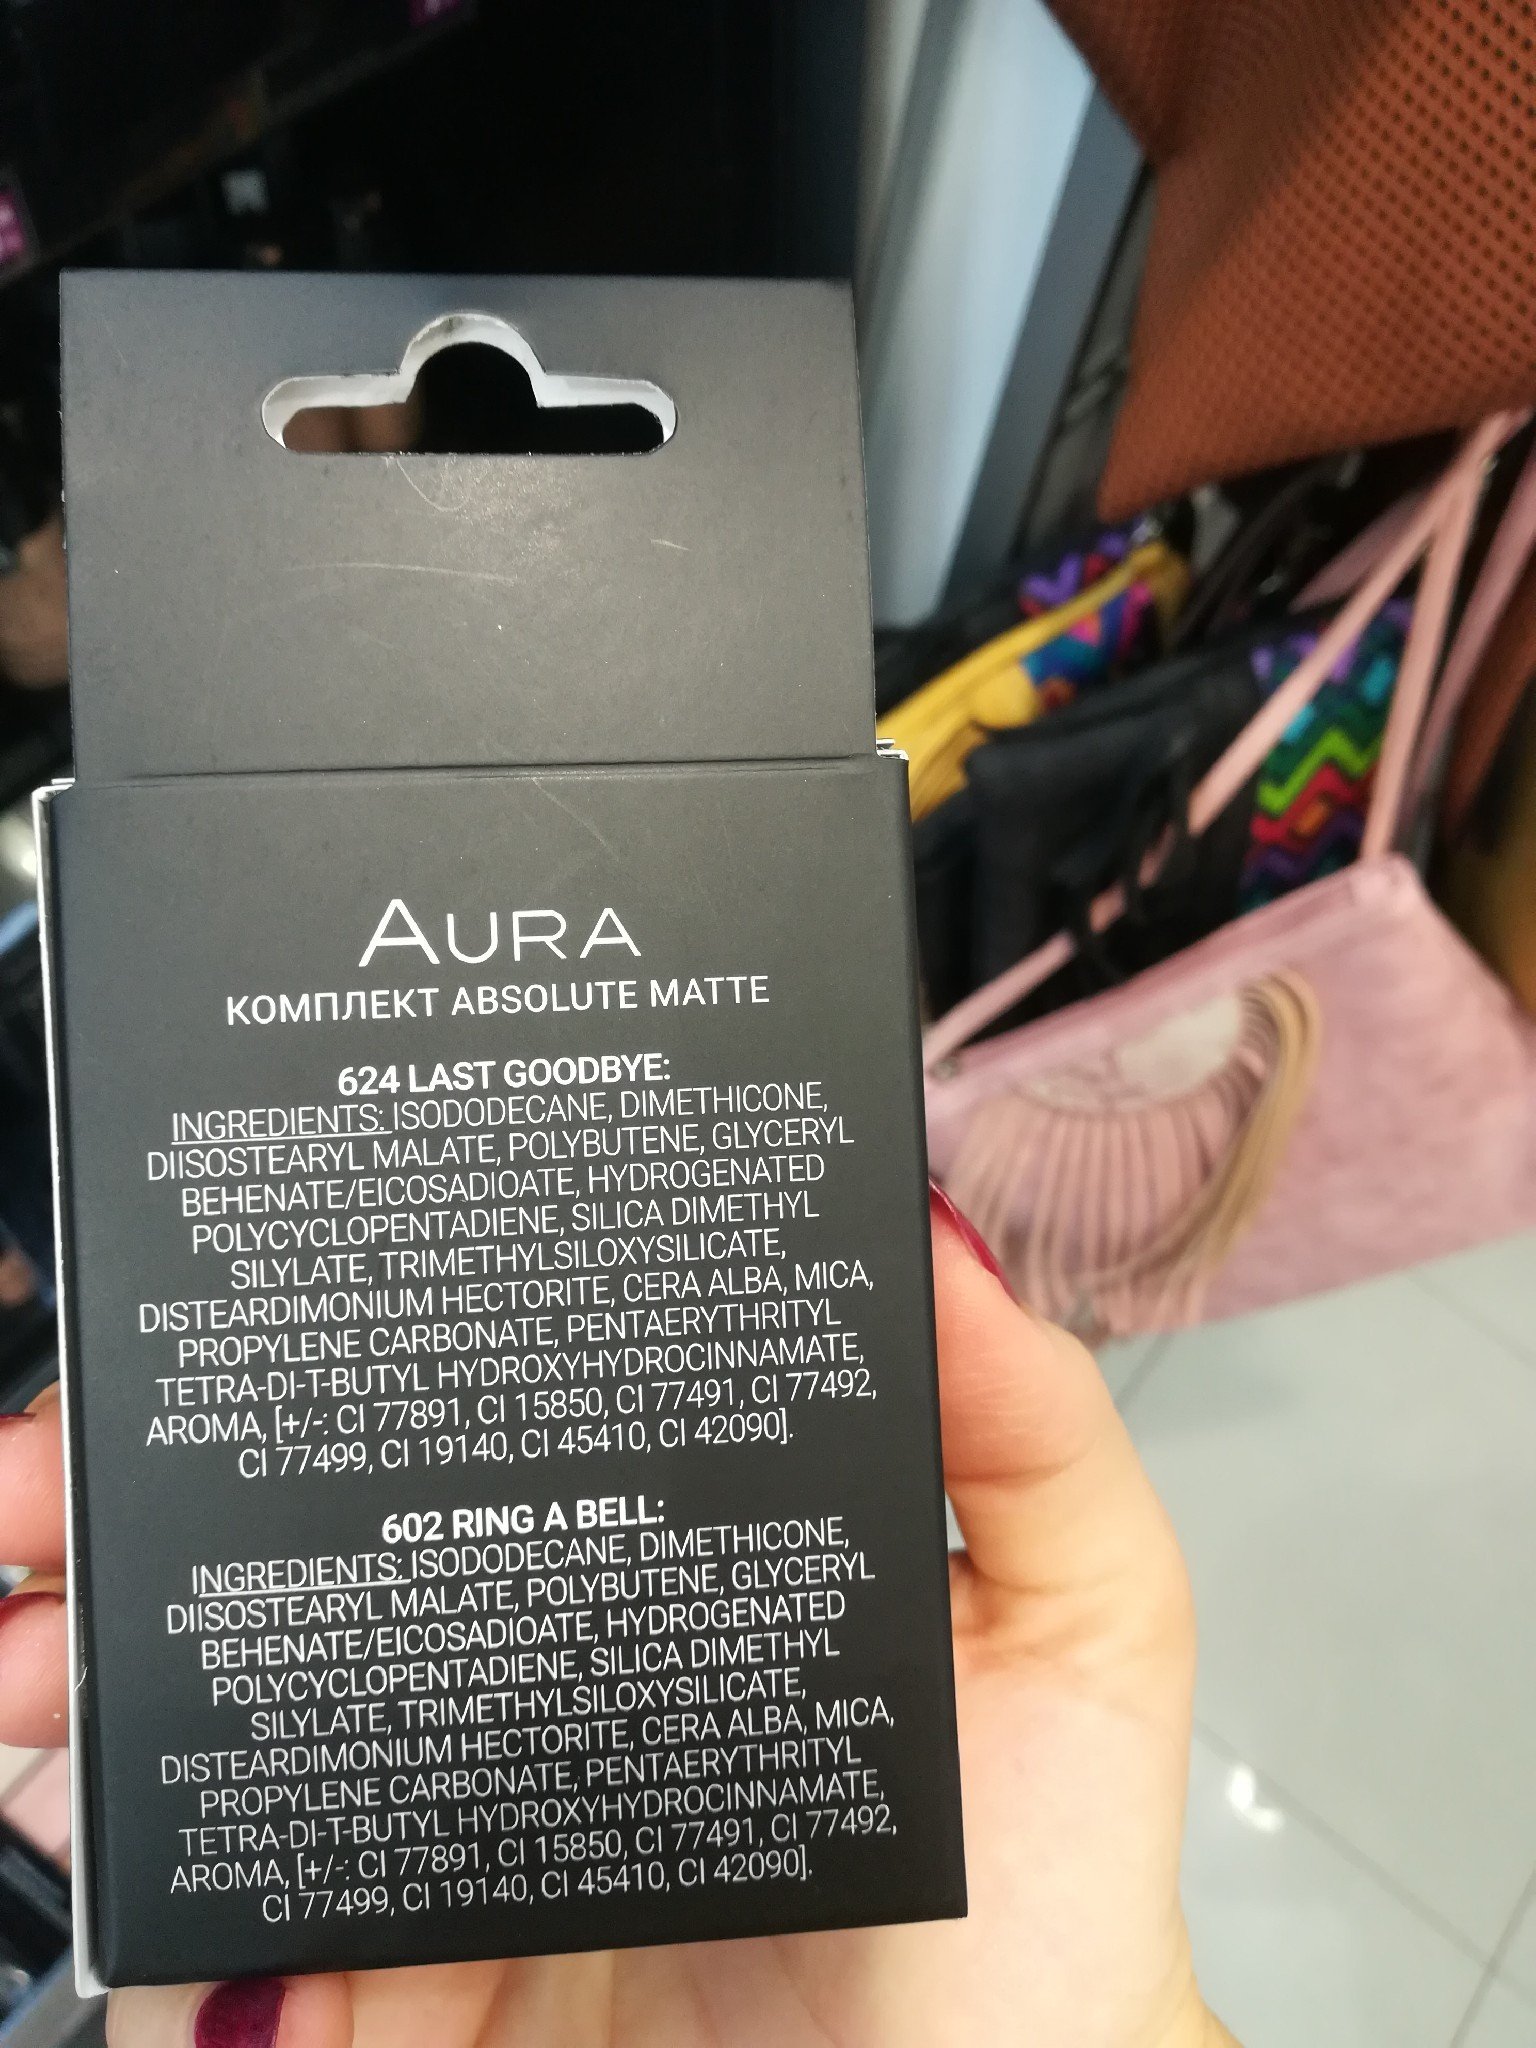 AURA
КОМПЛЕКТ ABSOLUTE MATTE
624 LAST GOODBYE:
INGREDIENTS: ISODODECANE, DIMETHICONE,
DIISOSTEARYL MALATE, POLYBUTENE, GLYCERYL
BEHENATE/EICOSADIOATE, HYDROGENATED
POLYCYCLOPENTADIENE, SILICA DIMETHYL
SILYLATE, TRIMETHYLSILOXYSILICATE,
DISTEARDIMONIUM HECTORITE, CERA ALBA, MICA,
PROPYLENE CARBONATE, PENTAERYTHRITYL
TETRA-DI-T-BUTYL HYDROXYHYDROCINNAMATE,
AROMA, [+/-: CI 77891, CI 15850, CI 77491, CI 77492,
CI 77499, CI 19140, CI 45410, CI 42090].
602 RING A BELL:
INGREDIENTS: ISODODECANE, DIMETHICONE,
DIISOSTEARYL MALATE, POLYBUTENE, GLYCERYL
BEHENATE/EICOSADIOATE, HYDROGENATED
POLYCYCLOPENTADIENE, SILICA DIMETHYL
SILYLATE, TRIMETHYLSILOXYSILICATE,
DISTEARDIMONIUM HECTORITE, CERA ALBA, MICA,
PROPYLENE CARBONATE, PENTAERYTHRITYL
TETRA-DI-T-BUTYL HYDROXYHYDROCINNAMATE,
AROMA, [+/-: CI 77891, CI 15850, CI 77491, CI 77492,
CI 77499, CI 19140, CI 45410, CI 42090].